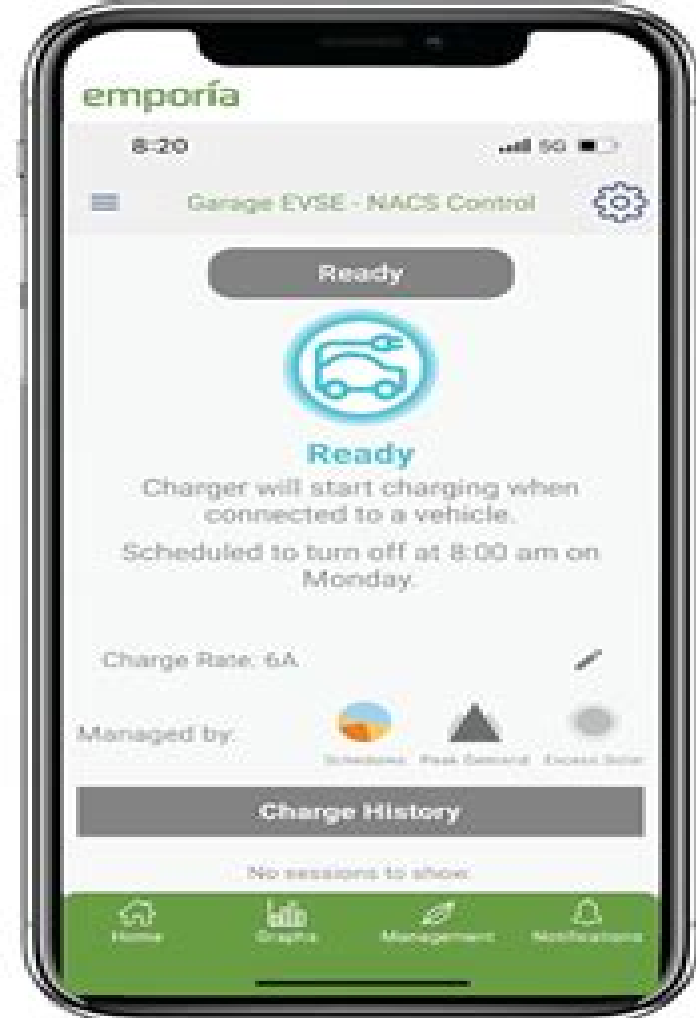 emporia
8:20
5G
Garage EVSE - NACS Control
Ready
Ready
Charger will start charging when
connected to a vehicle.
Scheduled to turn off at 8:00 am on
Monday.
Charge Rate: 6A
Managed by:
Schedules Peak Demand Excess Solar
Charge History
No sessions to show
Home Graphs Management Notifications